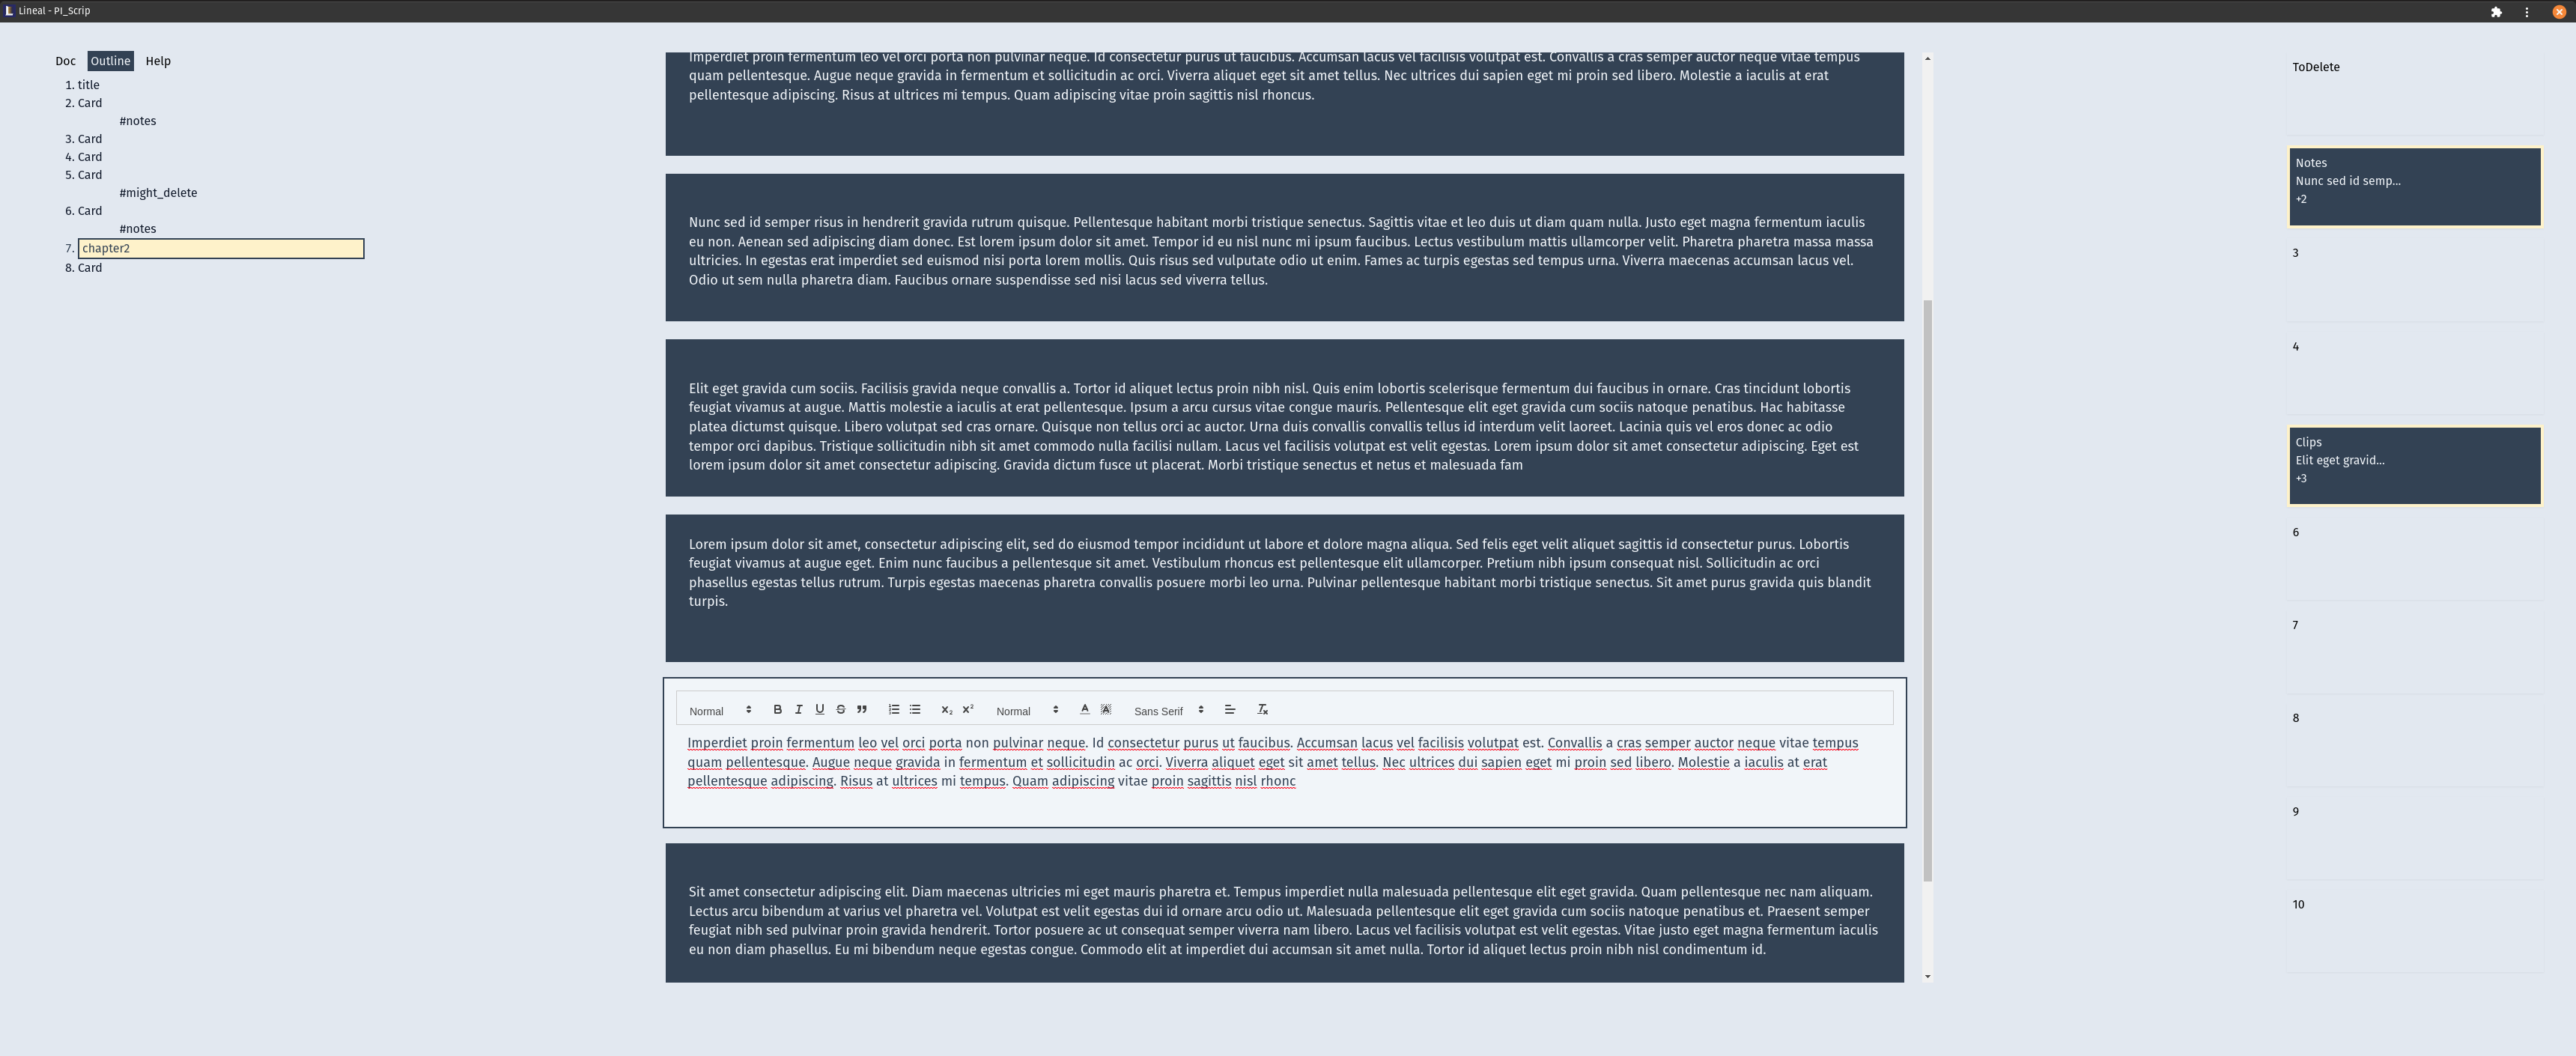 Lineal - PI_Scrip
Doc Outline Help
1. title
2. Card
#notes
3. Card
4. Card
5. Card
#might_delete
6. Card
#notes
7. chapter2
8. Card
Imperdiet proin fermentum leo vel orci porta non pulvinar neque. Id consectetur purus ut faucibus. Accumsan lacus vel facilisis volutpat est. Convallis a cras semper auctor neque vitae tempus
quam pellentesque. Augue neque gravida in fermentum et sollicitudin ac orci. Viverra aliquet eget sit amet tellus. Nec ultrices dui sapien eget mi proin sed libero. Molestie a iaculis at erat
pellentesque adipiscing. Risus at ultrices mi tempus. Quam adipiscing vitae proin sagittis nisl rhoncus.
Nunc sed id semper risus in hendrerit gravida rutrum quisque. Pellentesque habitant morbi tristique senectus. Sagittis vitae et leo duis ut diam quam nulla. Justo eget magna fermentum iaculis
eu non. Aenean sed adipiscing diam donec. Est lorem ipsum dolor sit amet. Tempor id eu nisl nunc mi ipsum faucibus. Lectus vestibulum mattis ullamcorper velit. Pharetra pharetra massa massa
ultricies. In egestas erat imperdiet sed euismod nisi porta lorem mollis. Quis risus sed vulputate odio ut enim. Fames ac turpis egestas sed tempus urna. Viverra maecenas accumsan lacus vel.
Odio ut sem nulla pharetra diam. Faucibus ornare suspendisse sed nisi lacus sed viverra tellus.
Elit eget gravida cum sociis. Facilisis gravida neque convallis a. Tortor id aliquet lectus proin nibh nisl. Quis enim lobortis scelerisque fermentum dui faucibus in ornare. Cras tincidunt lobortis
feugiat vivamus at augue. Mattis molestie a iaculis at erat pellentesque. Ipsum a arcu cursus vitae congue mauris. Pellentesque elit eget gravida cum sociis natoque penatibus. Hac habitasse
platea dictumst quisque. Libero volutpat sed cras ornare. Quisque non tellus orci ac auctor. Urna duis convallis convallis tellus id interdum velit laoreet. Lacinia quis vel eros donec ac odio
tempor orci dapibus. Tristique sollicitudin nibh sit amet commodo nulla facilisi nullam. Lacus vel facilisis volutpat est velit egestas. Lorem ipsum dolor sit amet consectetur adipiscing. Eget est
lorem ipsum dolor sit amet consectetur adipiscing. Gravida dictum fusce ut placerat. Morbi tristique senectus et netus et malesuada fam
Lorem ipsum dolor sit amet, consectetur adipiscing elit, sed do eiusmod tempor incididunt ut labore et dolore magna aliqua. Sed felis eget velit aliquet sagittis id consectetur purus. Lobortis
feugiat vivamus at augue eget. Enim nunc faucibus a pellentesque sit amet. Vestibulum rhoncus est pellentesque elit ullamcorper. Pretium nibh ipsum consequat nisl. Sollicitudin ac orci
phasellus egestas tellus rutrum. Turpis egestas maecenas pharetra convallis posuere morbi leo urna. Pulvinar pellentesque habitant morbi tristique senectus. Sit amet purus gravida quis blandit
turpis.
Normal Normal Sans Serif
Imperdiet proin fermentum leo vel orci porta non pulvinar neque. Id consectetur purus ut faucibus. Accumsan lacus vel facilisis volutpat est. Convallis a cras semper auctor neque vitae tempus
quam pellentesque. Augue neque gravida in fermentum et sollicitudin ac orci. Viverra aliquet eget sit amet tellus. Nec ultrices dui sapien eget mi proin sed libero. Molestie a iaculis at erat
pellentesque adipiscing. Risus at ultrices mi tempus. Quam adipiscing vitae proin sagittis nisl rhonc
Sit amet consectetur adipiscing elit. Diam maecenas ultricies mi eget mauris pharetra et. Tempus imperdiet nulla malesuada pellentesque elit eget gravida. Quam pellentesque nec nam aliquam.
Lectus arcu bibendum at varius vel pharetra vel. Volutpat est velit egestas dui id ornare arcu odio ut. Malesuada pellentesque elit eget gravida cum sociis natoque penatibus et. Praesent semper
feugiat nibh sed pulvinar proin gravida hendrerit. Tortor posuere ac ut consequat semper viverra nam libero. Lacus vel facilisis volutpat est velit egestas. Vitae justo eget magna fermentum iaculis
eu non diam phasellus. Eu mi bibendum neque egestas congue. Commodo elit at imperdiet dui accumsan sit amet nulla. Tortor id aliquet lectus proin nibh nisl condimentum id.
ToDelete
Notes
Nunc sed id semp...
+2
3
4
Clips
Elit eget gravid...
+3
6
7
8
9
10